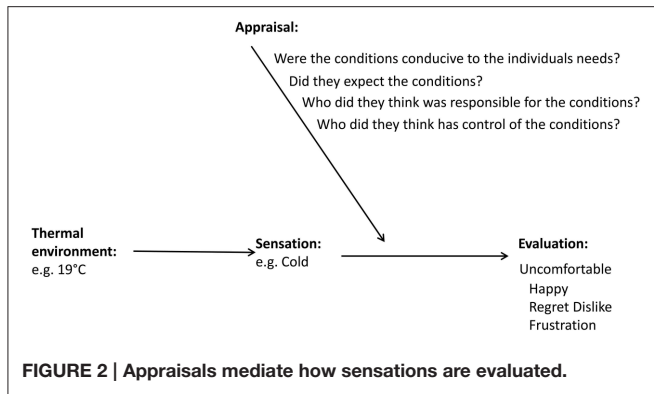 Appraisal:
Were the conditions conducive to the individuals needs?
Did they expect the conditions?
Who did they think was responsible for the conditions?
Who did they think has control of the conditions?
Thermal
environment:
e.g. 19°C
Sensation:
e.g. Cold
Evaluation:
Uncomfortable
Happy
Regret Dislike
Frustration
FIGURE 2 | Appraisals mediate how sensations are evaluated.